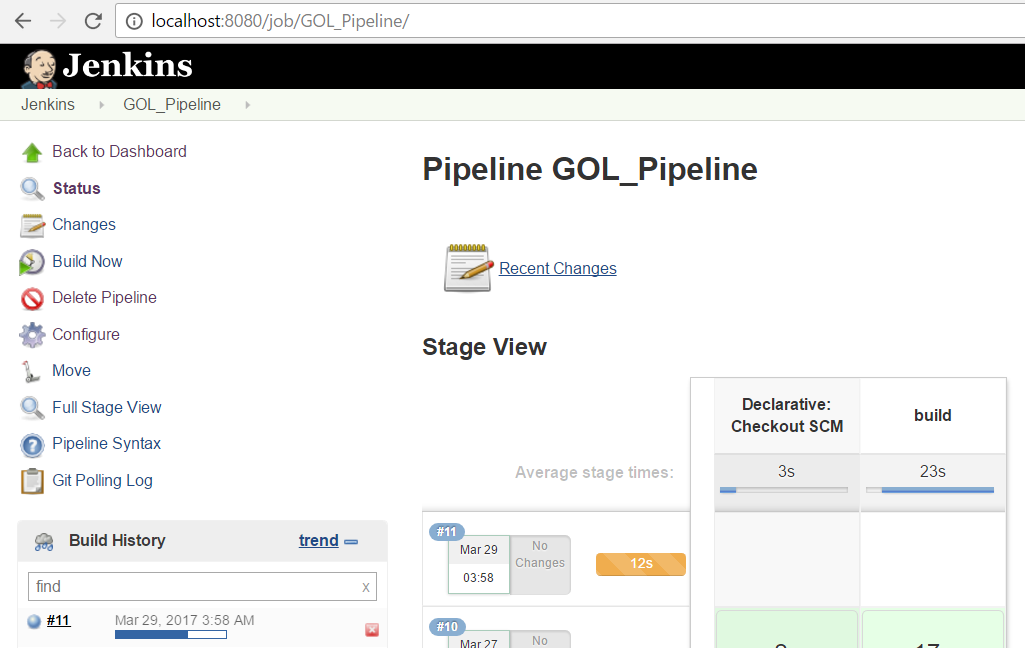 localhost:8080/job/GOL_Pipeline/
Jenkins
Jenkins
GOL_Pipeline
Back to Dashboard
Status
Changes
Build Now
Delete Pipeline
Configure
Move
Full Stage View
Pipeline Syntax
Git Polling Log
Build History
trend
find
x
#11
Mar 29, 2017 3:58 AM
Pipeline GOL_Pipeline
Recent Changes
Stage View
Declarative:
Checkout SCM
build
Average stage times:
3s
23s
#11
Mar 29
03:58
No
Changes
12s
#10
Mar 27
No